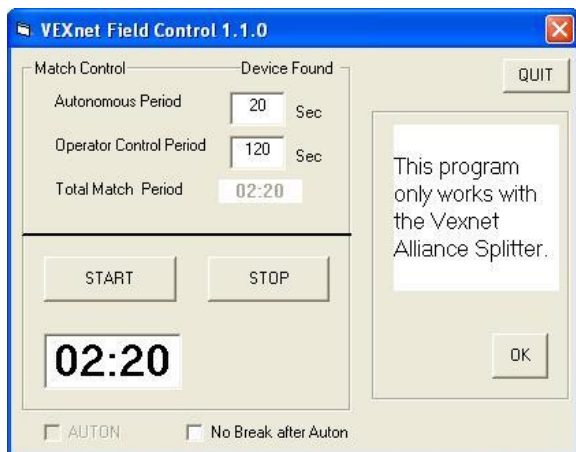 VEXnet Field Control 1.1.0
Match Control Device Found
QUIT
Autonomous Period 20 Sec
Operator Control Period 120 Sec
Total Match Period 02:20
This program
only works with
the Vexnet
Alliance Splitter.
START STOP
02:20
OK
AUTON No Break after Auton